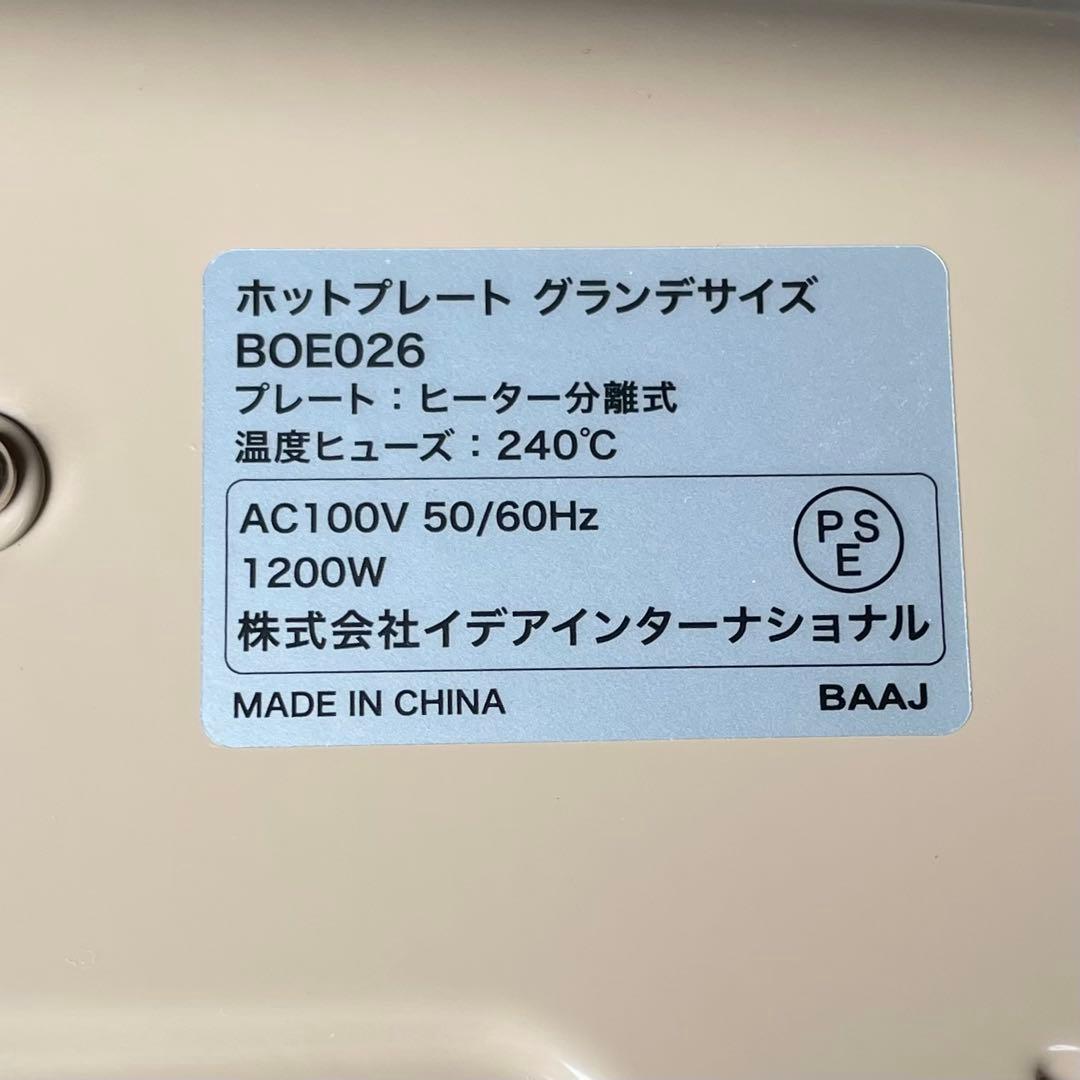 ホットプレート グランデサイズ
BOE026
プレート：ヒーター分離式
温度ヒューズ：240℃
AC100V 50/60Hz
1200W
PSE
株式会社イデアインターナショナル
MADE IN CHINA
BAAJ